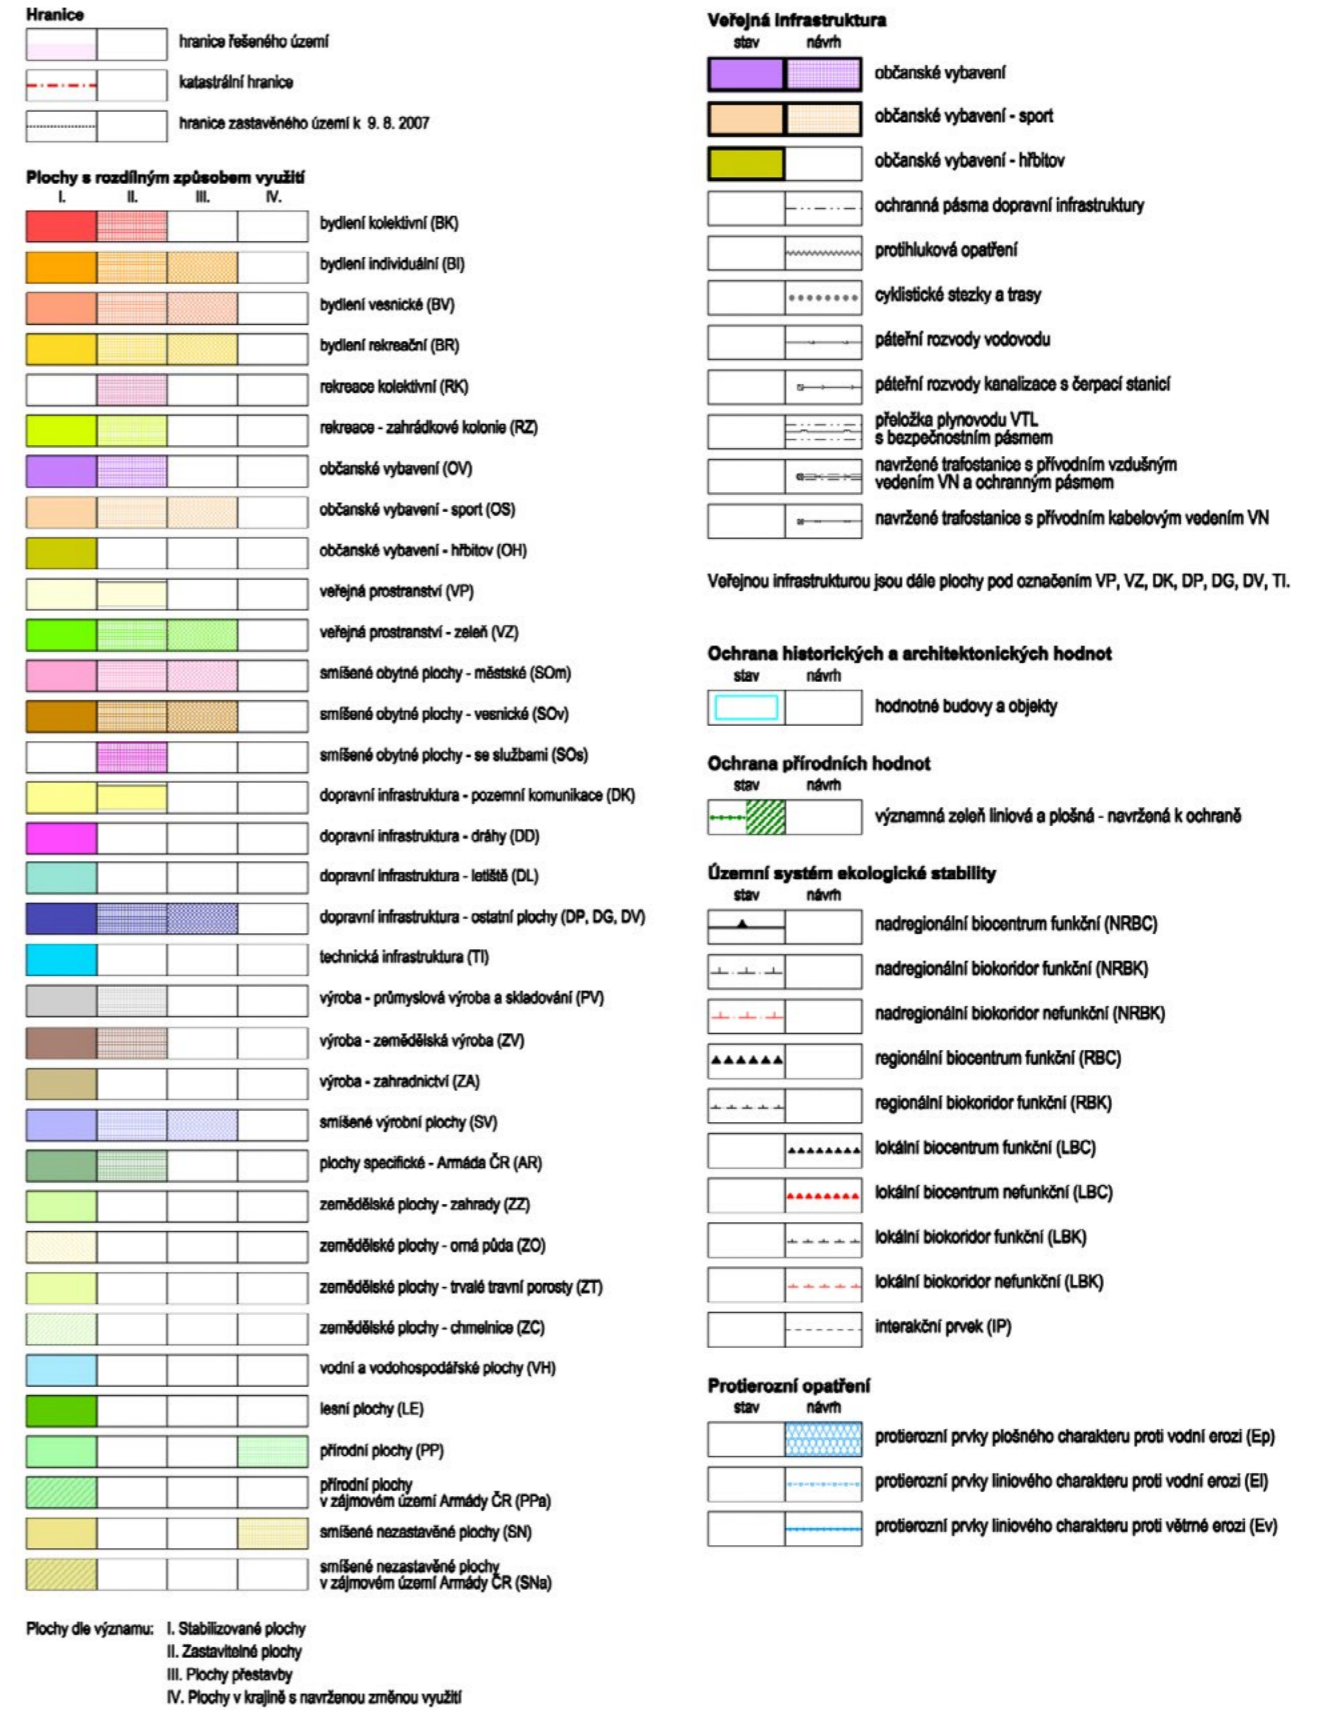 Hranice
hranice řešeného území
katastrální hranice
hranice zastavěného území k 9. 8. 2007
Plochy s rozdílným způsobem využití
I. II. III. IV.
bydlení kolektivní (BK)
bydlení individuální (BI)
bydlení vesnické (BV)
bydlení rekreační (BR)
rekreace kolektivní (RK)
rekreace - zahrádkové kolonie (RZ)
občanské vybavení (OV)
občanské vybavení - sport (OS)
občanské vybavení - hřbitov (OH)
veřejná prostranství (VP)
veřejná prostranství - zeleň (VZ)
smíšené obytné plochy - městské (SOm)
smíšené obytné plochy - vesnické (SOv)
smíšené obytné plochy - se službami (SOs)
dopravní infrastruktura - pozemní komunikace (DK)
dopravní infrastruktura - dráhy (DD)
dopravní infrastruktura - letiště (DL)
dopravní infrastruktura - ostatní plochy (DP, DG, DV)
technická infrastruktura (TI)
výroba - průmyslová výroba a skladování (PV)
výroba - zemědělská výroba (ZV)
výroba - zahradnictví (ZA)
smíšené výrobní plochy (SV)
plochy specifické - Armáda ČR (AR)
zemědělské plochy - zahrady (ZZ)
zemědělské plochy - orná půda (ZO)
zemědělské plochy - trvalé travní porosty (ZT)
zemědělské plochy - chmelnice (ZC)
vodní a vodohospodářské plochy (VH)
lesní plochy (LE)
přírodní plochy (PP)
přírodní plochy
v zájmovém území Armády ČR (PPa)
smíšené nezastavěné plochy (SN)
smíšené nezastavěné plochy
v zájmovém území Armády ČR (SNa)
Plochy dle významu: I. Stabilizované plochy
II. Zastavitelné plochy
III. Plochy přestavby
IV. Plochy v krajině s navrženou změnou využití
Veřejná infrastruktura
stav návrh
občanské vybavení
občanské vybavení - sport
občanské vybavení - hřbitov
ochranná pásma dopravní infrastruktury
protihluková opatření
cyklistické stezky a trasy
páteřní rozvody vodovodu
páteřní rozvody kanalizace s čerpací stanicí
přeložka plynovodu VTL
s bezpečnostním pásmem
navržené trafostanice s přívodním vzdušným
vedením VN a ochranným pásmem
navržené trafostanice s přívodním kabelovým vedením VN
Veřejnou infrastrukturou jsou dále plochy pod označením VP, VZ, DK, DP, DG, DV, TI.
Ochrana historických a architektonických hodnot
stav návrh
hodnotné budovy a objekty
Ochrana přírodních hodnot
stav návrh
významná zeleň liniová a plošná - navržená k ochraně
Územní systém ekologické stability
stav návrh
nadregionální biocentrum funkční (NRBC)
nadregionální biokoridor funkční (NRBK)
nadregionální biokoridor nefunkční (NRBK)
regionální biocentrum funkční (RBC)
regionální biokoridor funkční (RBK)
lokální biocentrum funkční (LBC)
lokální biocentrum nefunkční (LBC)
lokální biokoridor funkční (LBK)
lokální biokoridor nefunkční (LBK)
interakční prvek (IP)
Protierozní opatření
stav návrh
protierozní prvky plošného charakteru proti vodní erozi (Ep)
protierozní prvky liniového charakteru proti vodní erozi (El)
protierozní prvky liniového charakteru proti větrné erozi (Ev)